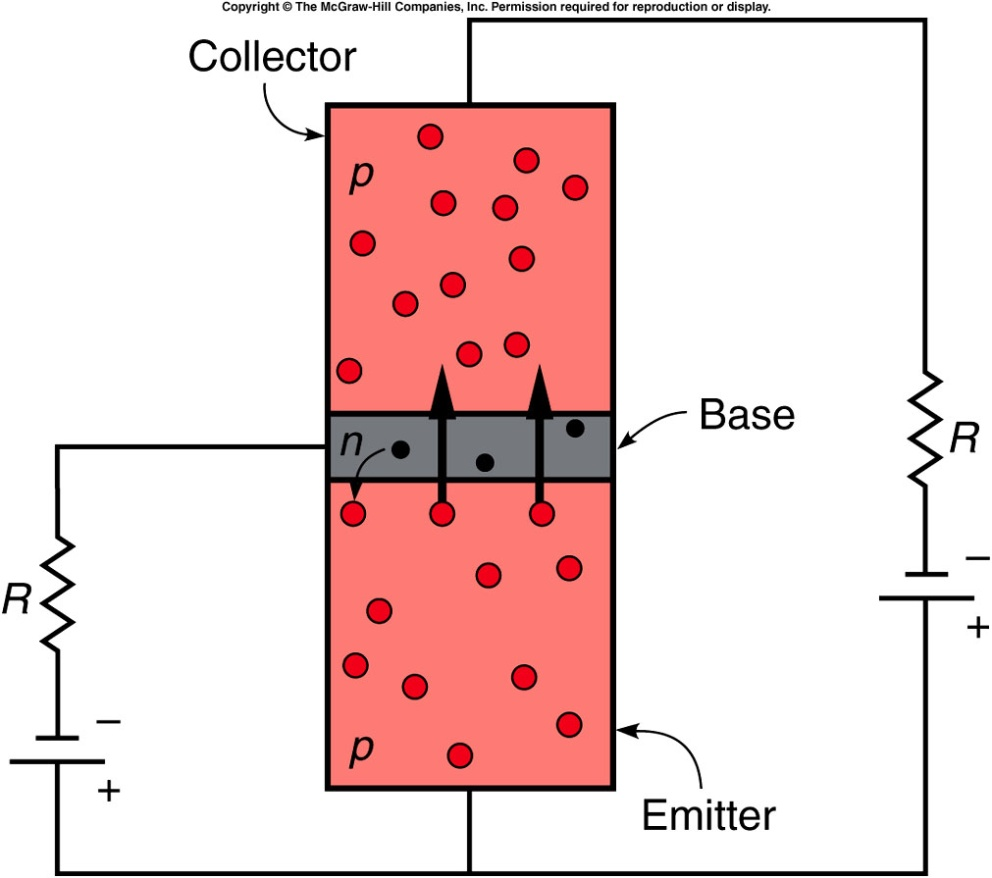 Copyright © The McGraw-Hill Companies, Inc. Permission required for reproduction or display.
Collector
p
n
Base
R
R
−
+
−
+
p
Emitter